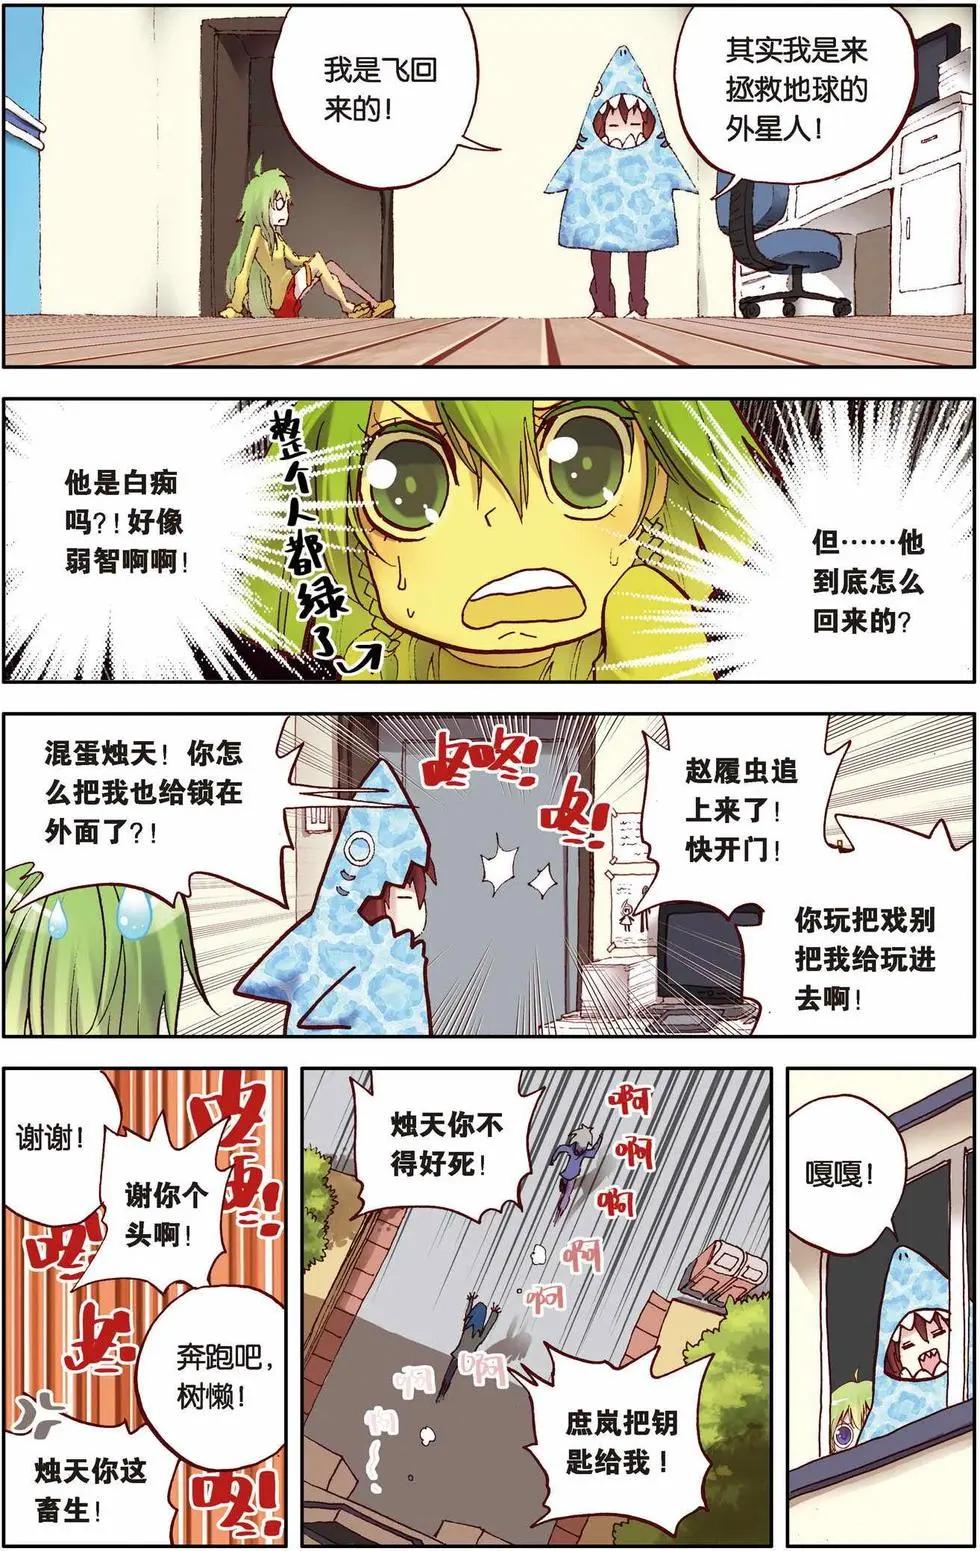 我是飞回
来的！
其实我是来
拯救地球的
外星人！
他是白痴
吗？！好像
弱智啊啊！
整个人都绿了
但……他
到底怎么
回来的？
混蛋烛天！你怎
么把我也给锁在
外面了？！
咚咚！
咚！
赵履虫追
上来了！
快开门！
你玩把戏别
把我给玩进
去啊！
谢谢！
咚！
谢你个
头啊！
咚！
咚！
咚！
奔跑吧，
树懒！
烛天你这
畜生！
咚！
烛天你不
得好死！
啊
啊
啊
啊
啊
啊
啊
庶岚把钥
匙给我！
嘎嘎！